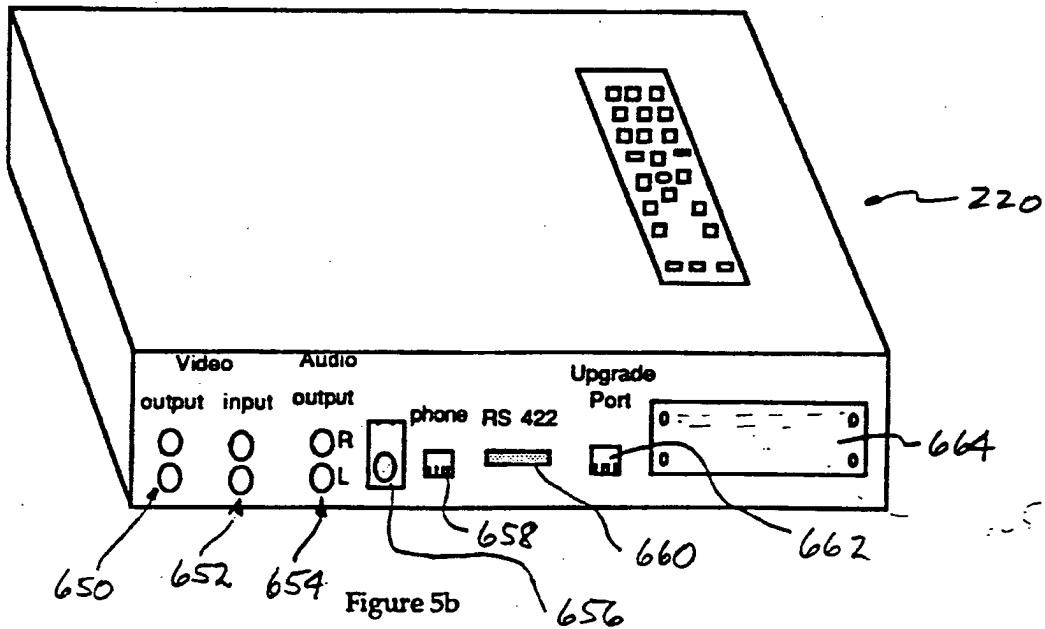 220
Video Audio
output input output
Upgrade
Port
phone RS 422
R
L
664
658
660
662
650
652
654
656
Figure 5b